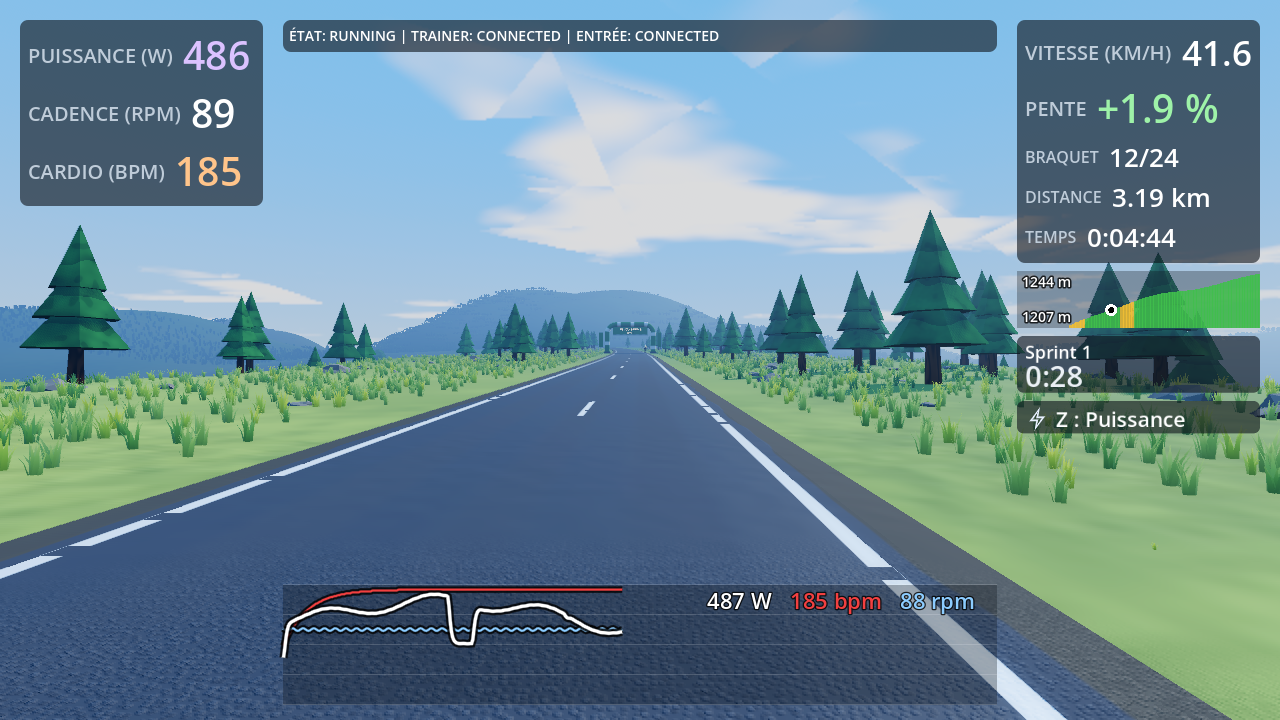 PUISSANCE (W) 486
CADENCE (RPM) 89
CARDIO (BPM) 185
ÉTAT: RUNNING | TRAINER: CONNECTED | ENTRÉE: CONNECTED
VITESSE (KM/H) 41.6
PENTE +1.9 %
BRAQUET 12/24
DISTANCE 3.19 km
TEMPS 0:04:44
1244 m
1207 m
Sprint 1
0:28
Z : Puissance
487 W 185 bpm 88 rpm